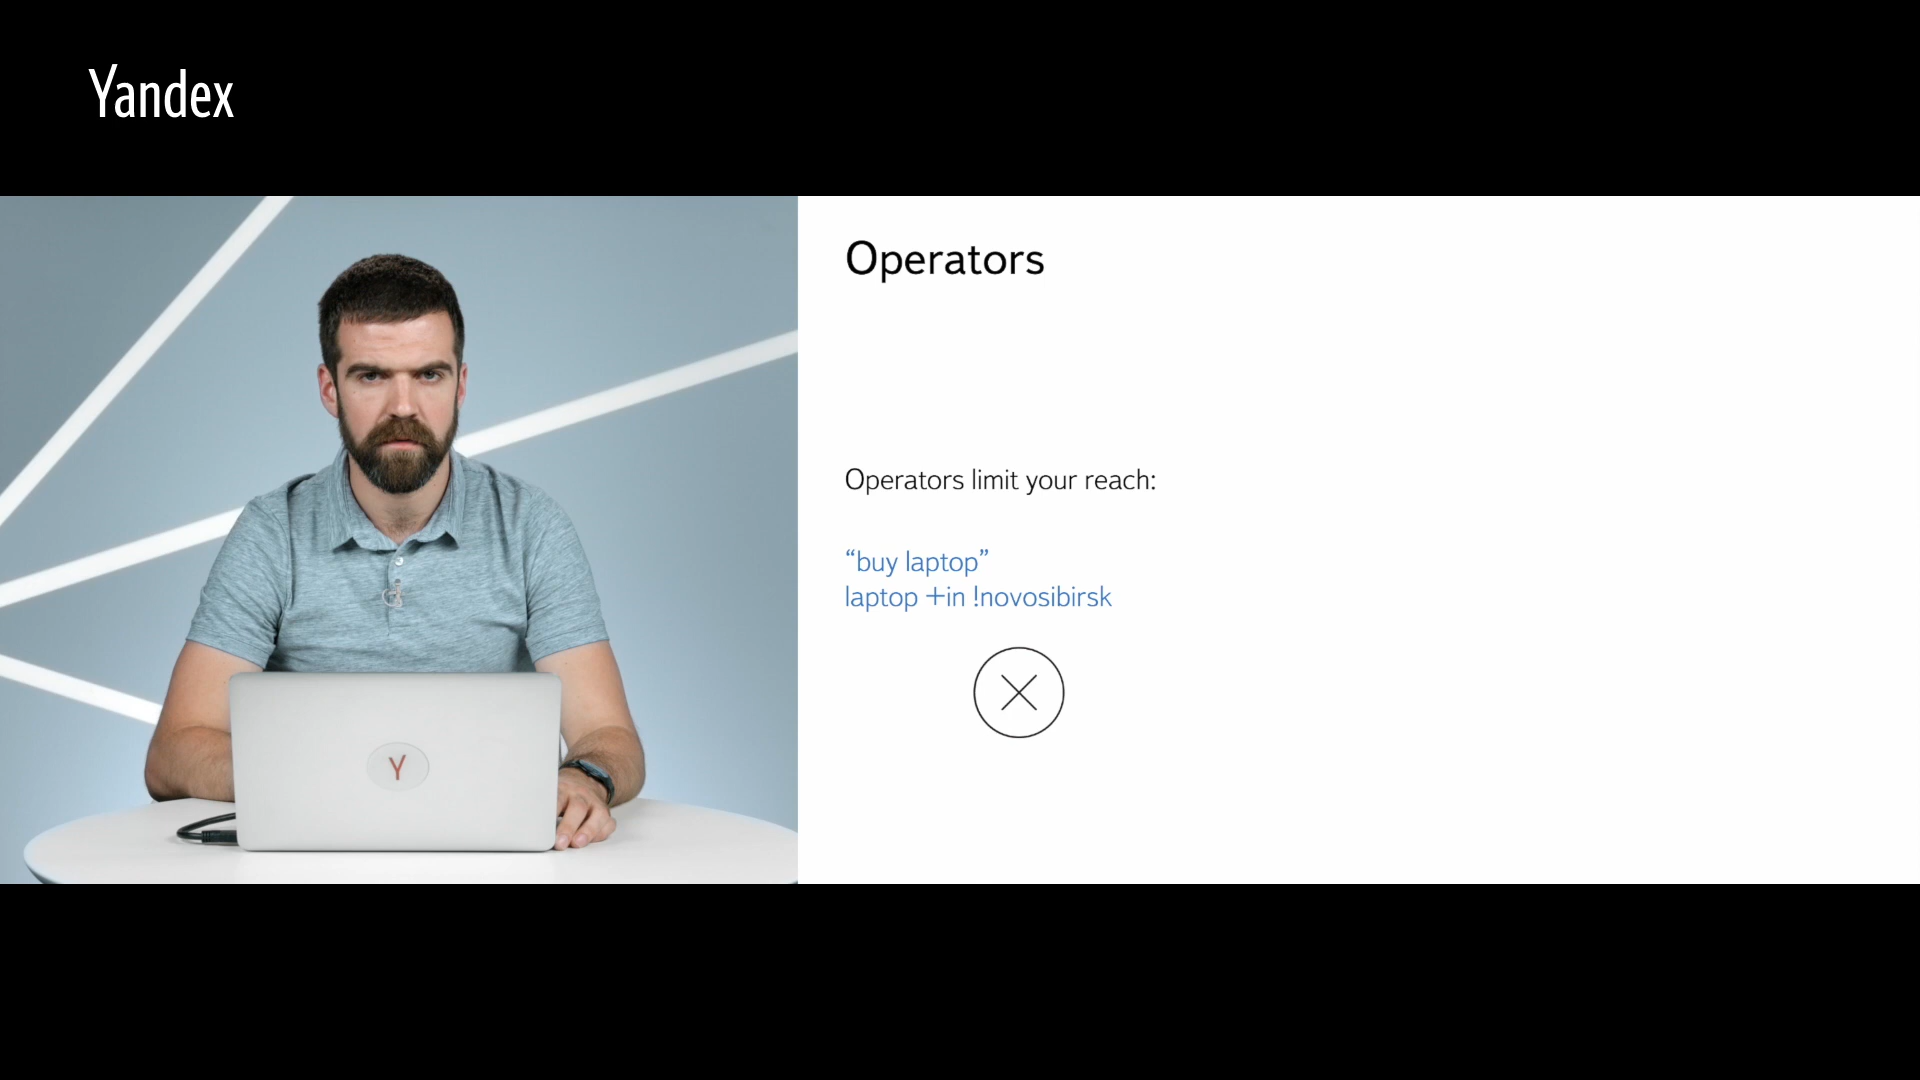 Yandex
Operators
Operators limit your reach:
“buy laptop”
laptop +in !novosibirsk
Y